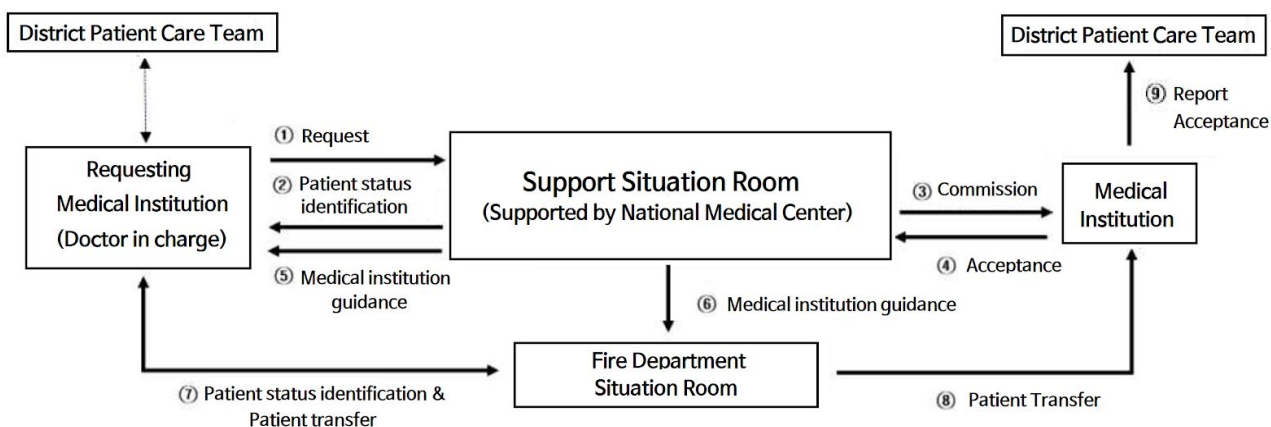 District Patient Care Team
District Patient Care Team
⑨ Report
Acceptance
① Request
Requesting
Medical Institution
(Doctor in charge)
② Patient status
identification
Support Situation Room
(Supported by National Medical Center)
③ Commission
Medical
Institution
④ Acceptance
⑤ Medical institution
guidance
⑥ Medical institution guidance
Fire Department
Situation Room
⑦ Patient status identification &
Patient transfer
⑧ Patient Transfer